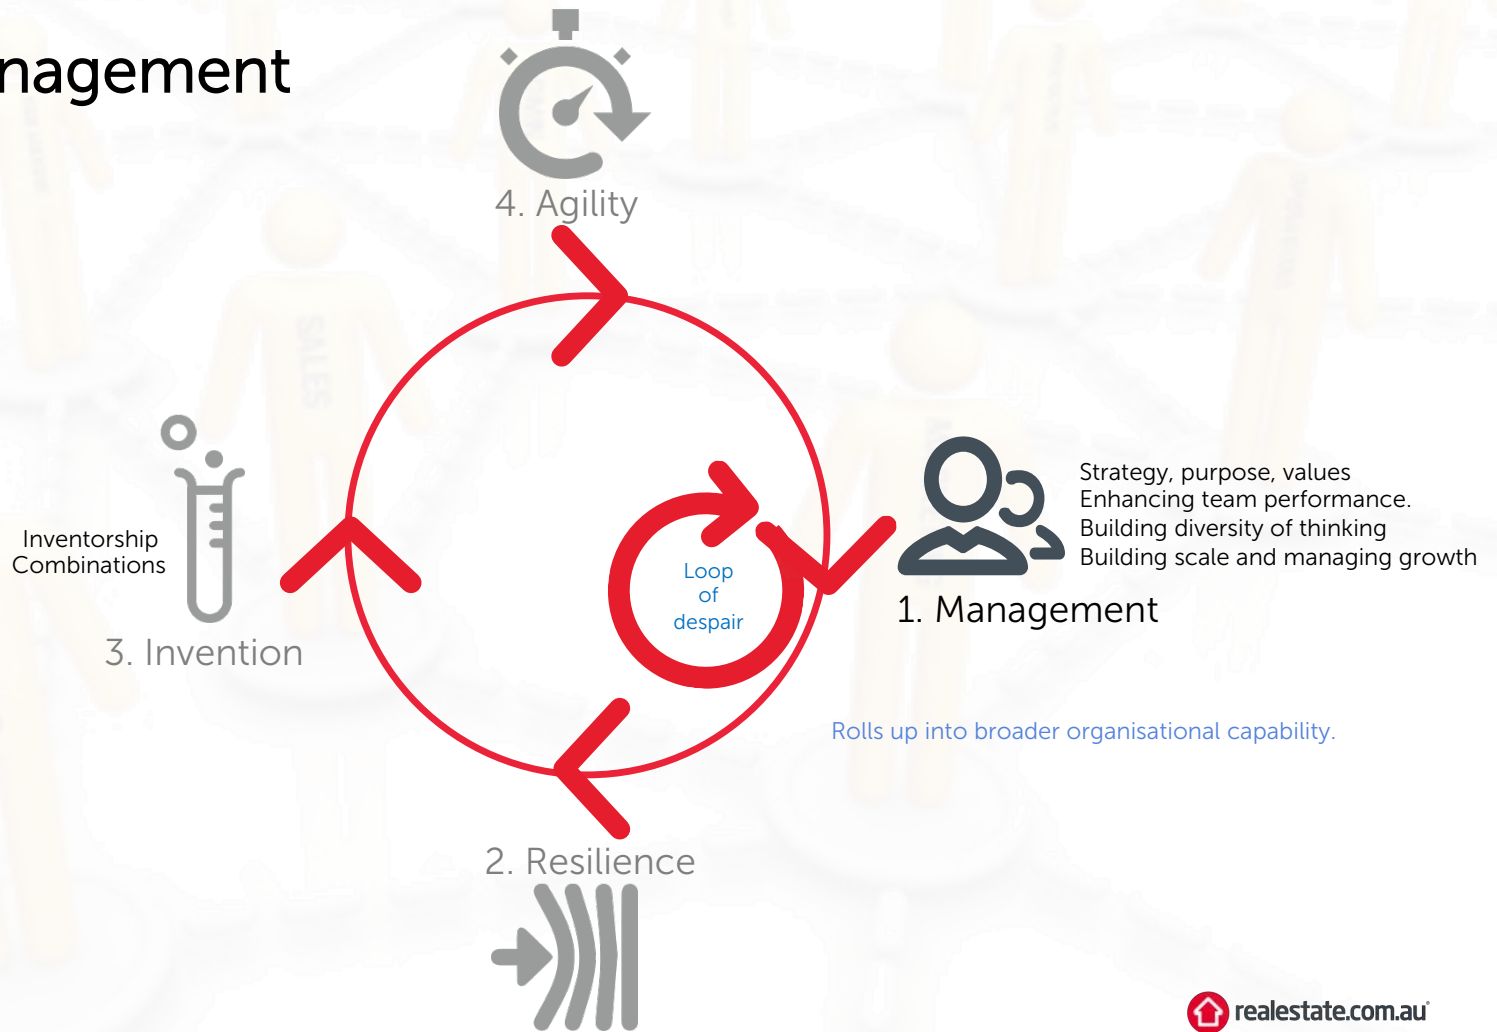 nagement
4. Agility
Strategy, purpose, values
Enhancing team performance.
Building diversity of thinking
Building scale and managing growth
1. Management
Inventorship
Combinations
3. Invention
Loop
of
despair
Rolls up into broader organisational capability.
2. Resilience
SALES
realestate.com.au